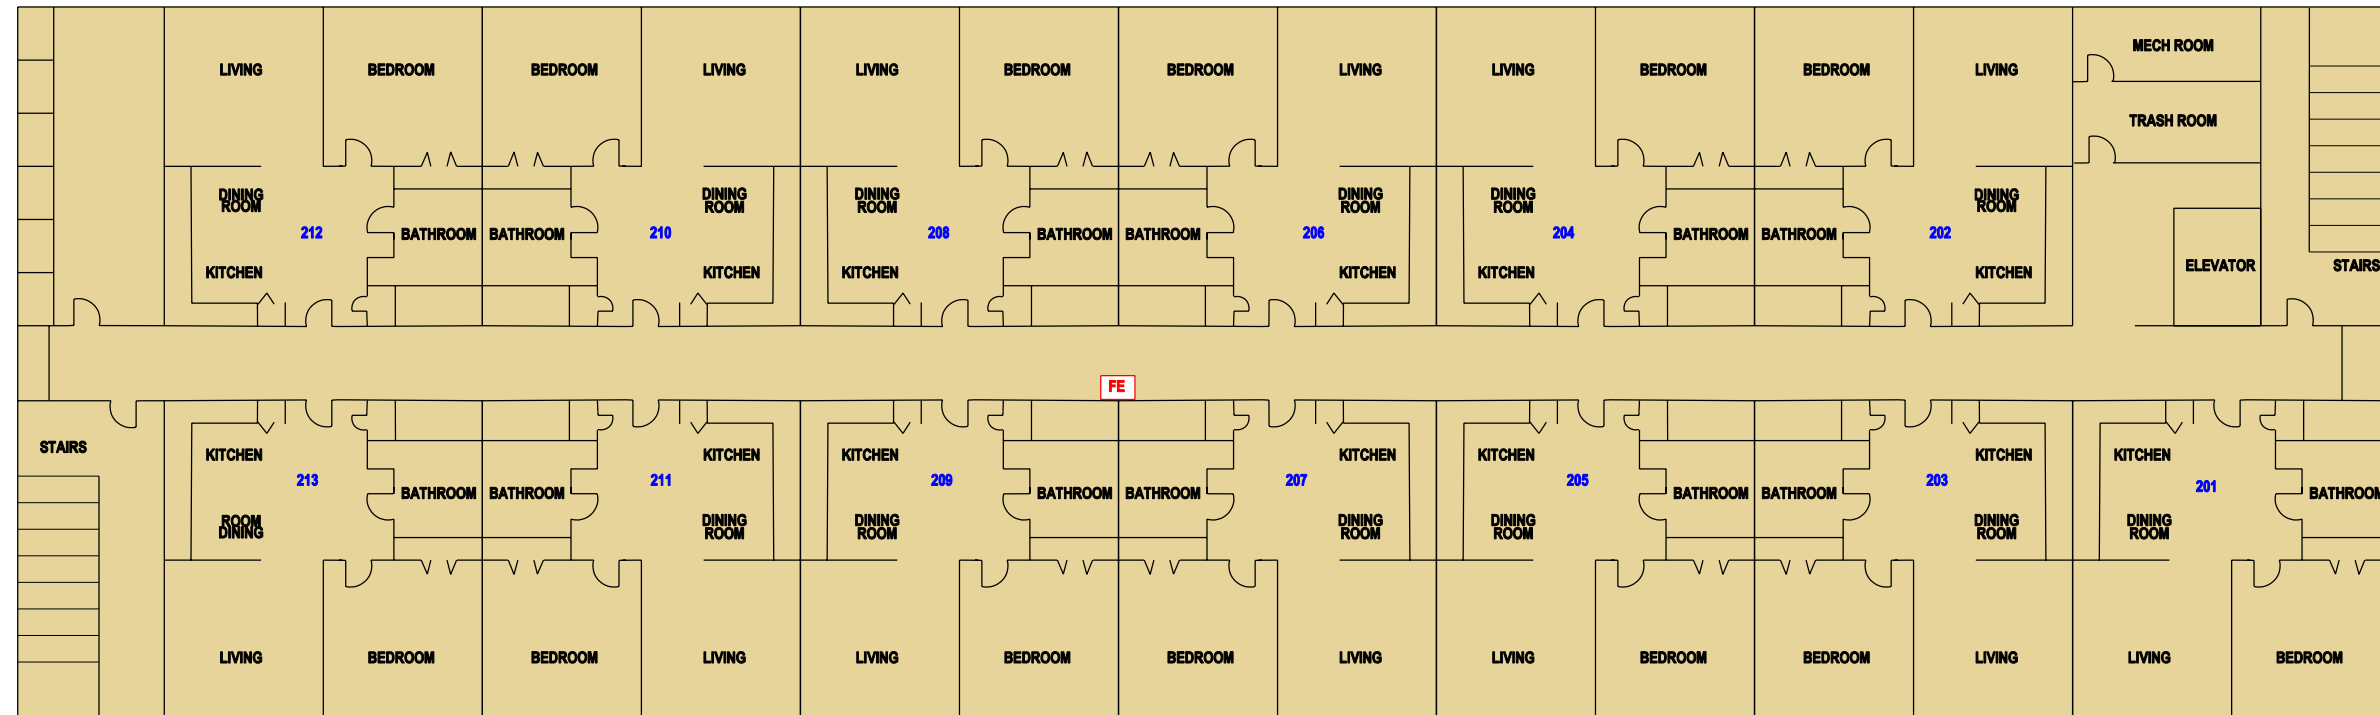 MECH ROOM
LIVING BEDROOM BEDROOM LIVING LIVING BEDROOM BEDROOM LIVING LIVING BEDROOM BEDROOM LIVING
TRASH ROOM
DINING DINING DINING DINING DINING DINING
ROOM ROOM ROOM ROOM ROOM ROOM
212 BATHROOM BATHROOM 210 208 BATHROOM BATHROOM 206 204 BATHROOM BATHROOM 202
ELEVATOR STAIRS
KITCHEN KITCHEN KITCHEN KITCHEN KITCHEN KITCHEN
FE
STAIRS
KITCHEN KITCHEN KITCHEN KITCHEN KITCHEN KITCHEN KITCHEN
213 211 209 207 205 203 201
BATHROOM BATHROOM BATHROOM BATHROOM BATHROOM BATHROOM BATHROOM
ROOM DINING DINING DINING DINING DINING DINING
DINING ROOM ROOM ROOM ROOM ROOM ROOM
LIVING BEDROOM BEDROOM LIVING LIVING BEDROOM BEDROOM LIVING LIVING BEDROOM BEDROOM LIVING LIVING BEDROOM